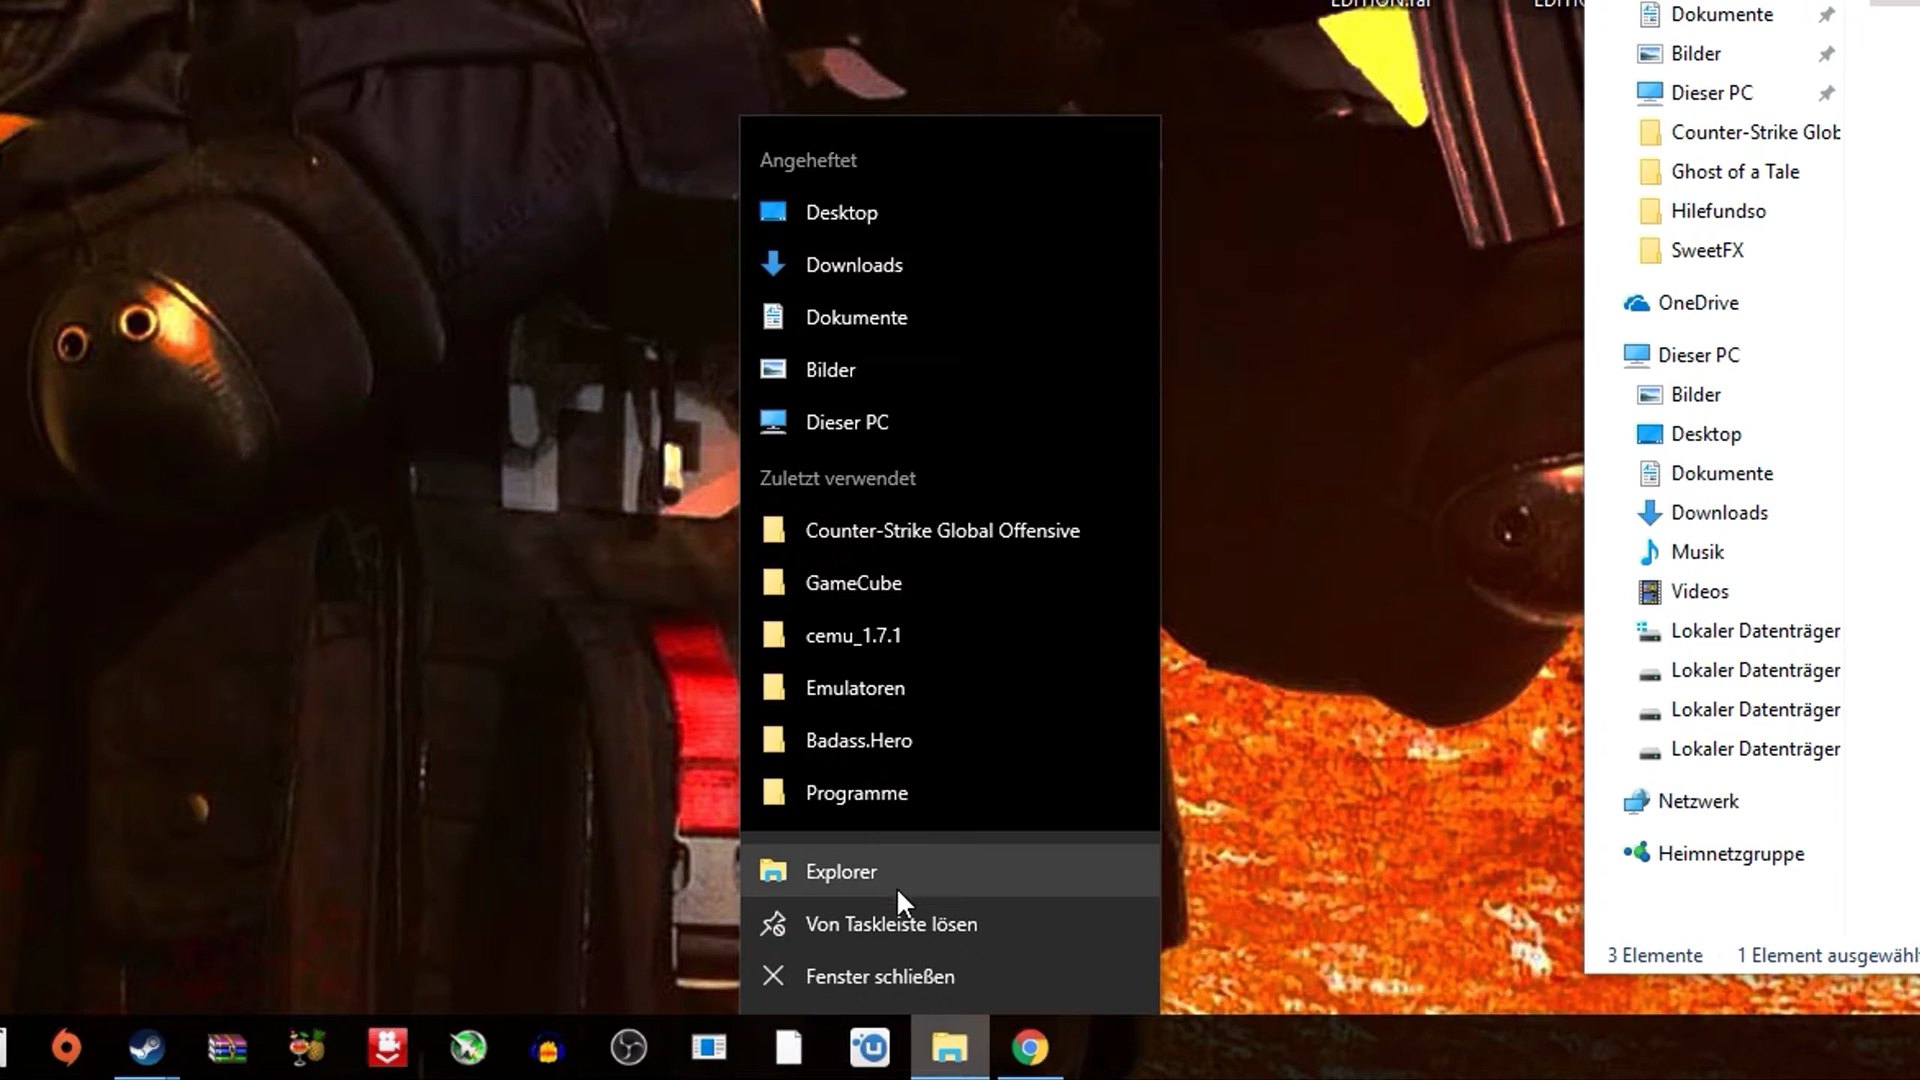 EDITION.rar
Angeheftet
Desktop
Downloads
Dokumente
Bilder
Dieser PC
Zuletzt verwendet
Counter-Strike Global Offensive
GameCube
cemu_1.7.1
Emulatoren
Badass.Hero
Programme
Explorer
Von Taskleiste lösen
Fenster schließen
Dokumente
Bilder
Dieser PC
Counter-Strike Glob
Ghost of a Tale
Hilefundso
SweetFX
OneDrive
Dieser PC
Bilder
Desktop
Dokumente
Downloads
Musik
Videos
Lokaler Datenträger
Lokaler Datenträger
Lokaler Datenträger
Lokaler Datenträger
Netzwerk
Heimnetzgruppe
3 Elemente 1 Element ausgewähl